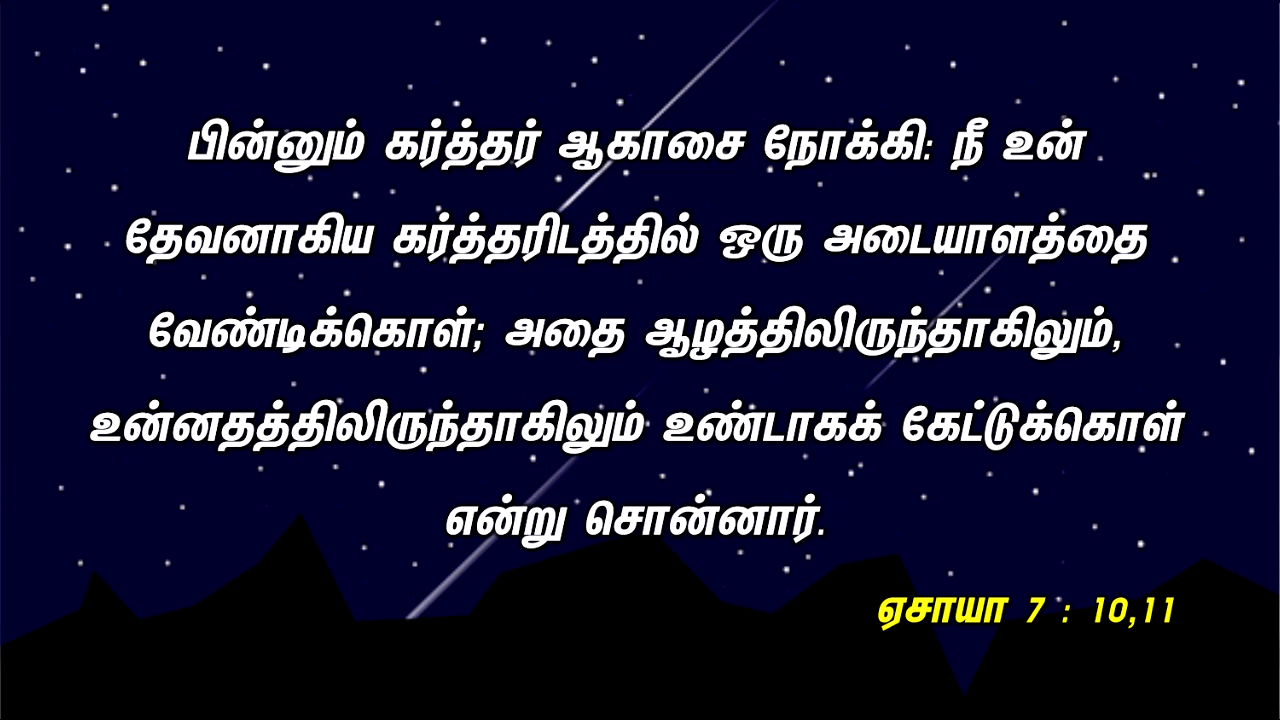 பின்னும் கர்த்தர் ஆகாசை நோக்கி: நீ உன்
தேவனாகிய கர்த்தரிடத்தில் ஒரு அடையாளத்தை
வேண்டிக்கொள்; அதை ஆழத்திலிருந்தாகிலும்,
உன்னதத்திலிருந்தாகிலும் உண்டாகக் கேட்டுக்கொள்
என்று சொன்னார்.
ஏசாயா 7 : 10,11